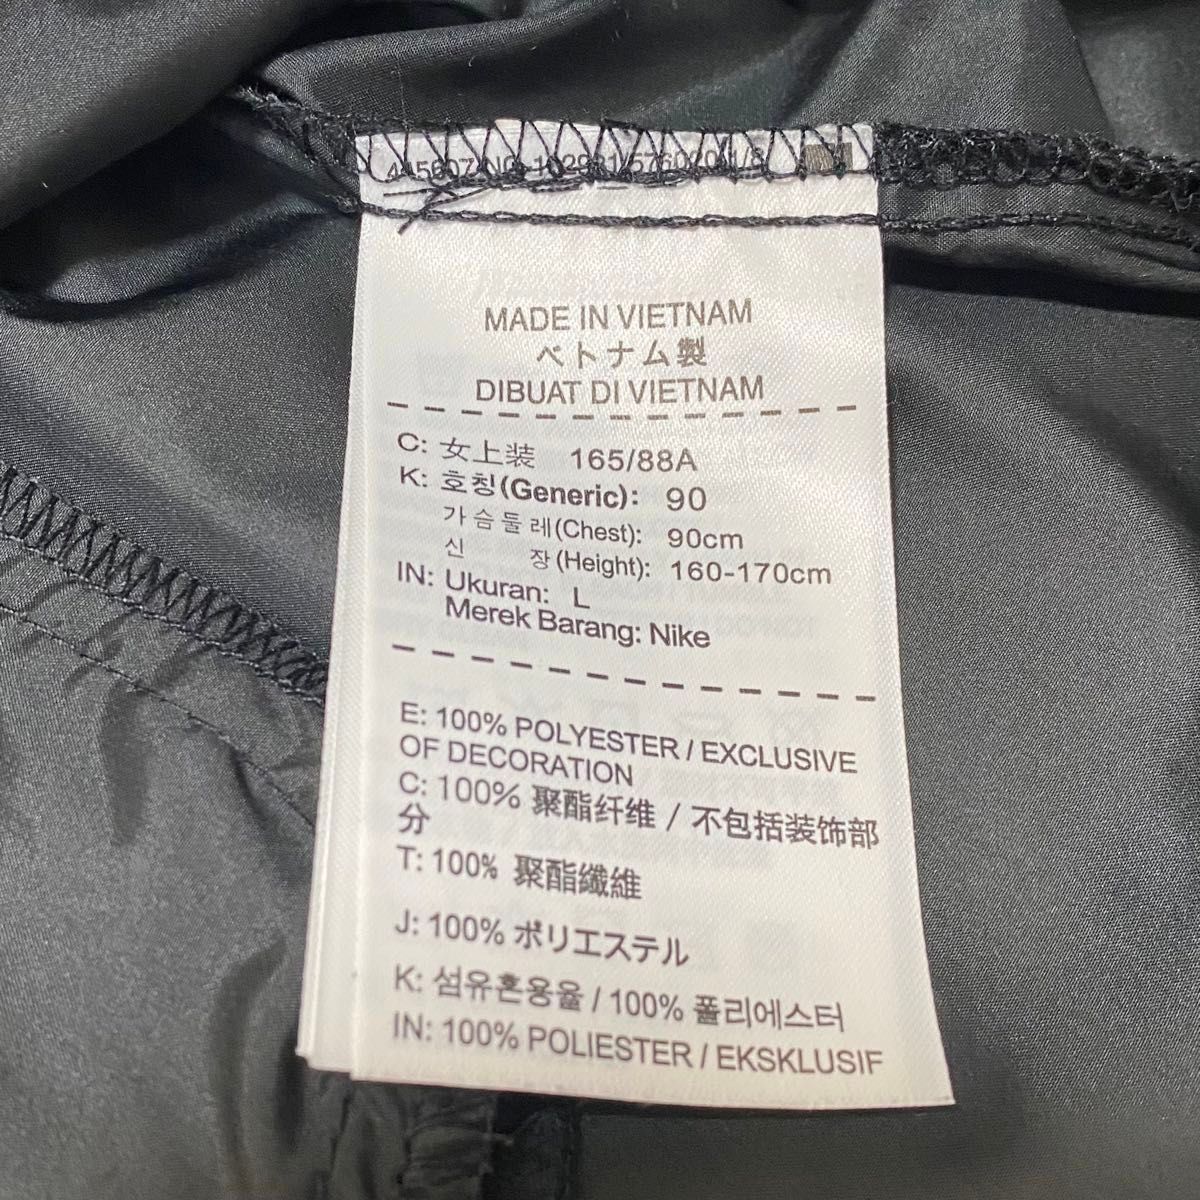 MADE IN VIETNAM
ベトナム製
DIBUAT DI VIETNAM
C: 女上装 165/88A
K: 호칭(Generic): 90
가슴둘레(Chest): 90cm
신 장(Height): 160-170cm
IN: Ukuran: L
Merek Barang: Nike
E: 100% POLYESTER / EXCLUSIVE
OF DECORATION
C: 100% 聚酯纤维 / 不包括装饰部
分
T: 100% 聚酯纖維
J: 100% ポリエステル
K: 섬유혼용율 / 100% 폴리에스터
IN: 100% POLIESTER / EKSKLUSIF